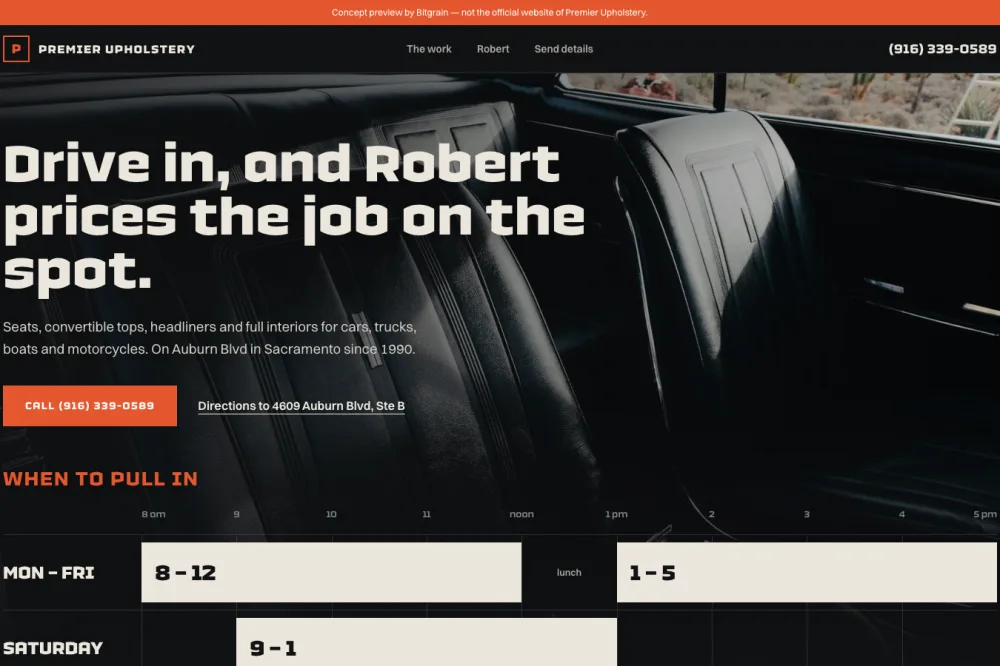 Concept preview by Bitgrain — not the official website of Premier Upholstery.
P PREMIER UPHOLSTERY The work Robert Send details (916) 339-0589
Drive in, and Robert
prices the job on the
spot.
Seats, convertible tops, headliners and full interiors for cars, trucks,
boats and motorcycles. On Auburn Blvd in Sacramento since 1990.
CALL (916) 339-0589 Directions to 4609 Auburn Blvd, Ste B
WHEN TO PULL IN
8 am 9 10 11 noon 1 pm 2 3 4 5 pm
MON – FRI 8 – 12 lunch 1 – 5
SATURDAY 9 – 1